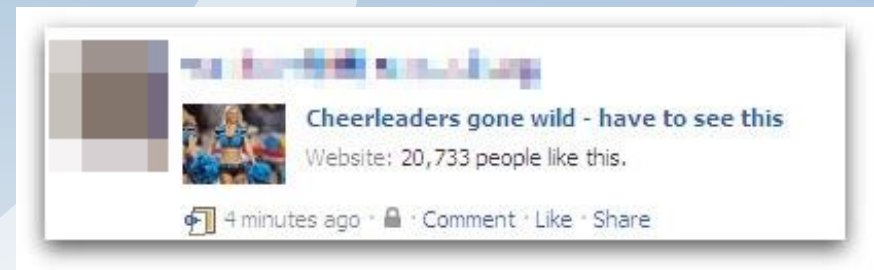 Cheerleaders gone wild - have to see this
Website: 20,733 people like this.
4 minutes ago · Comment · Like · Share